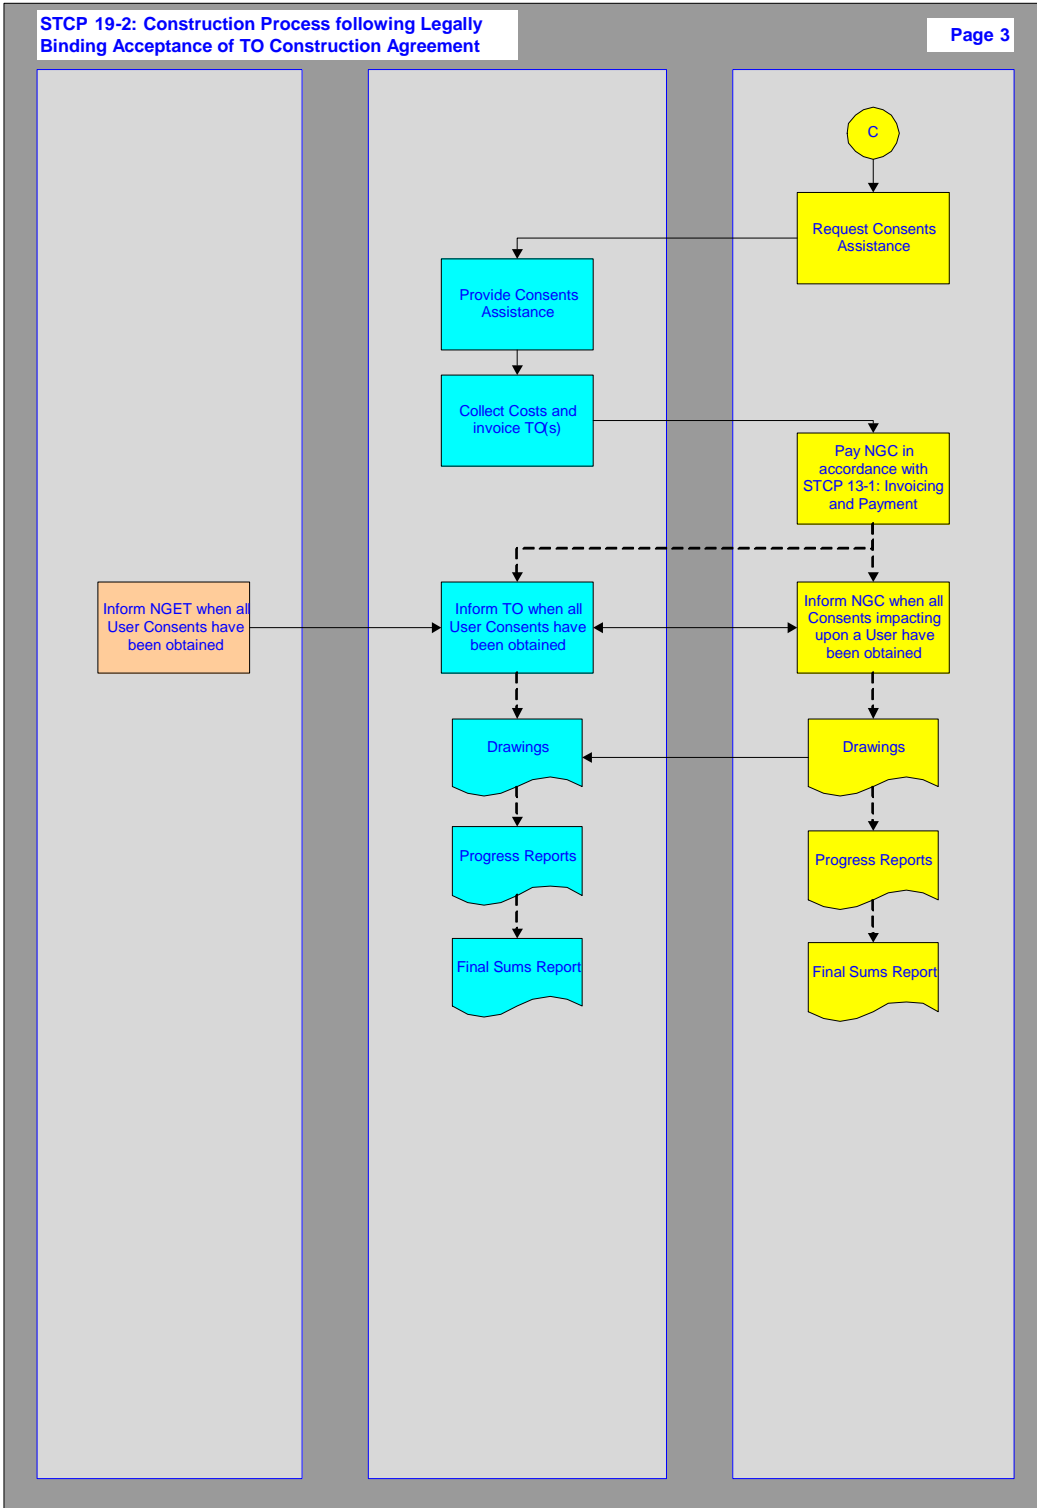 STCP 19-2: Construction Process following Legally
Binding Acceptance of TO Construction Agreement
Page 3
C
Request Consents
Assistance
Provide Consents
Assistance
Collect Costs and
invoice TO(s)
Pay NGC in
accordance with
STCP 13-1: Invoicing
and Payment
Inform NGET when all
User Consents have
been obtained
Inform TO when all
User Consents have
been obtained
Inform NGC when all
Consents impacting
upon a User have
been obtained
Drawings
Drawings
Progress Reports
Progress Reports
Final Sums Report
Final Sums Report